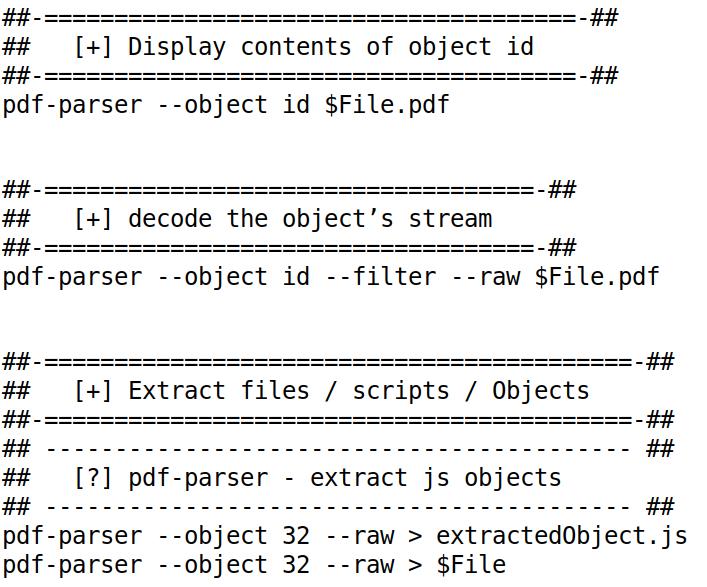 ##-======================================-##
##   [+] Display contents of object id
##-======================================-##
pdf-parser --object id $File.pdf
##-===================================-##
##   [+] decode the object’s stream
##-===================================-##
pdf-parser --object id --filter --raw $File.pdf
##-==========================================-##
##   [+] Extract files / scripts / Objects
##-==========================================-##
## ------------------------------------------ ##
##   [?] pdf-parser - extract js objects
## ------------------------------------------ ##
pdf-parser --object 32 --raw > extractedObject.js
pdf-parser --object 32 --raw > $File